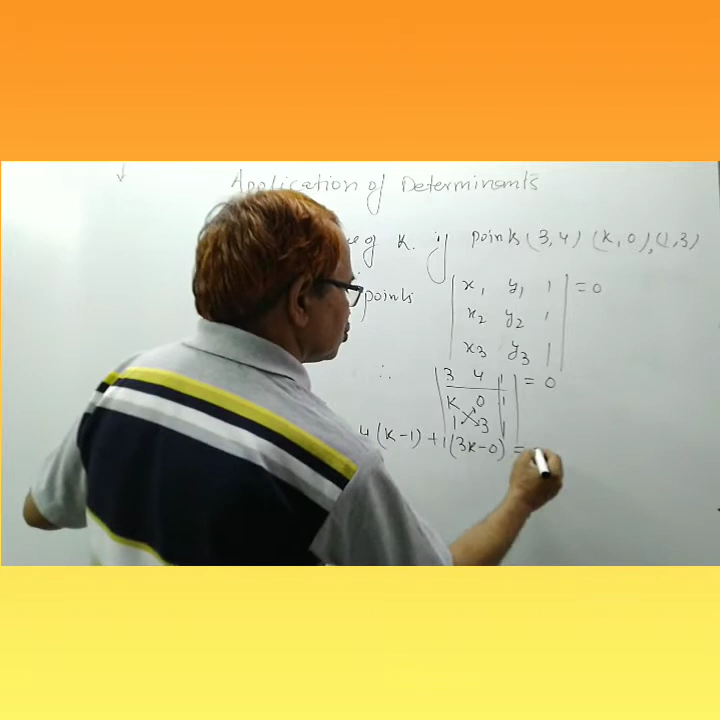 Application of Determinants
of K. if points (3,4) (K,0),(1,3)
points
x₁ y₁ 1 = 0
x₂ y₂ 1
x₃ y₃ 1
∴ 3 4 1 = 0
K 0 1
1 3 1
4(K-1)+1(3K-0) =